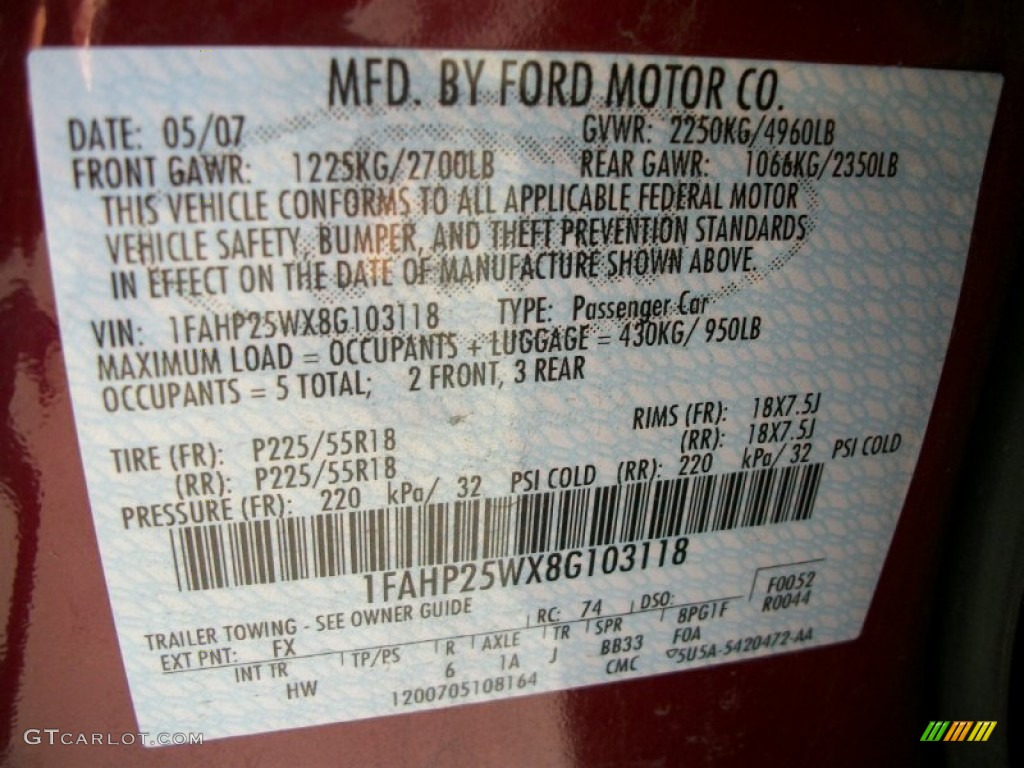 MFD. BY FORD MOTOR CO.
DATE: 05/07 GVWR: 2250KG/4960LB
FRONT GAWR: 1225KG/2700LB REAR GAWR: 1066KG/2350LB
THIS VEHICLE CONFORMS TO ALL APPLICABLE FEDERAL MOTOR
VEHICLE SAFETY, BUMPER, AND THEFT PREVENTION STANDARDS
IN EFFECT ON THE DATE OF MANUFACTURE SHOWN ABOVE.
VIN: 1FAHP25WX8G103118 TYPE: Passenger Car
MAXIMUM LOAD = OCCUPANTS + LUGGAGE = 430KG/ 950LB
OCCUPANTS = 5 TOTAL; 2 FRONT, 3 REAR
TIRE (FR): P225/55R18 RIMS (FR): 18X7.5J
(RR): P225/55R18 (RR): 18X7.5J
PRESSURE (FR): 220 kPa/ 32 PSI COLD (RR): 220 kPa/ 32 PSI COLD
1FAHP25WX8G103118
TRAILER TOWING - SEE OWNER GUIDE
EXT PNT: FX RC: 74 DSO: F0052
INT TR TP/PS R AXLE TR SPR 8PG1F R0044
HW 6 1A J BB33 FOA
1200705108164 CMC 5U5A-5420472-AA
GTCARLOT.COM